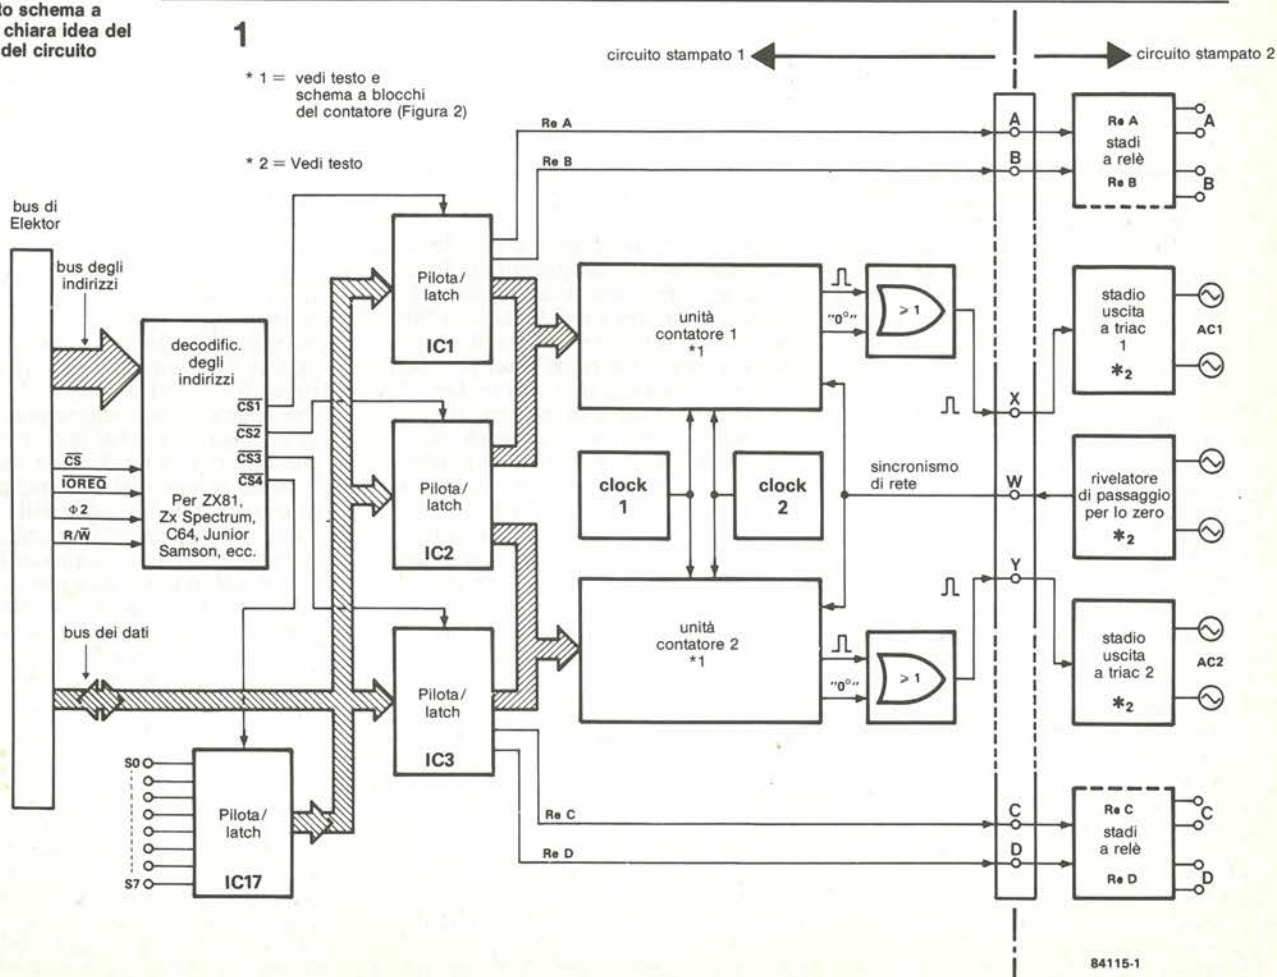 to schema a
chiara idea del
del circuito
1
* 1 = vedi testo e
schema a blocchi
del contatore (Figura 2)
* 2 = Vedi testo
circuito stampato 1
circuito stampato 2
bus di
Elektor
bus degli
indirizzi
decodific.
degli
indirizzi
CS1
CS2
CS3
CS4
Per ZX81,
Zx Spectrum,
C64, Junior
Samson, ecc.
CS
IOREQ
Φ2
R/W
bus dei dati
S0
S7
Pilota/
latch
IC17
Pilota/
latch
IC1
Pilota/
latch
IC2
Pilota/
latch
IC3
Re A
Re B
Re C
Re D
unità
contatore 1
*1
"0°"
≥ 1
clock
1
clock
2
sincronismo
di rete
unità
contatore 2
*1
"0°"
≥ 1
A
B
X
W
Y
C
D
Re A
stadi
a relè
Re B
A
B
stadio
uscita
a triac
1
*2
AC1
rivelatore
di passaggio
per lo zero
*2
stadio
uscita
a triac 2
*2
AC2
Re C
stadi
a relè
Re D
C
D
84115-1